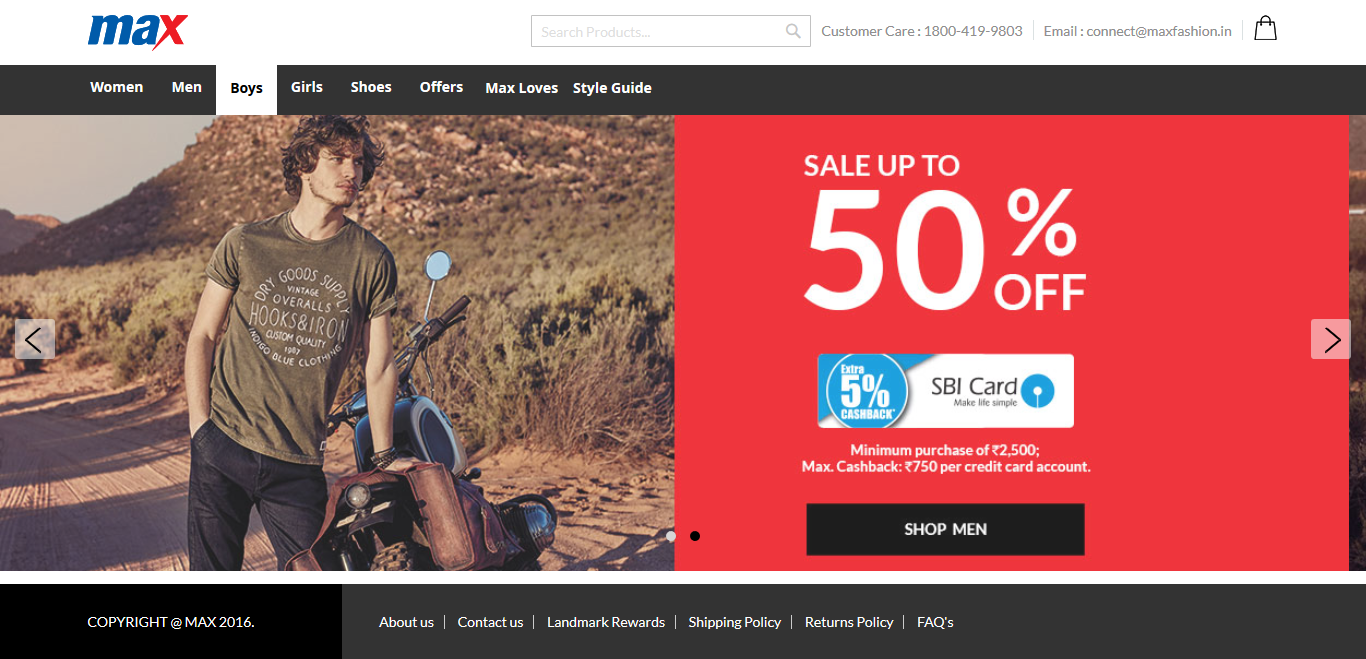 max
Search Products...
Customer Care : 1800-419-9803
Email : connect@maxfashion.in
Women Men Boys Girls Shoes Offers Max Loves Style Guide
DRY GOODS SUPPLY
VINTAGE
OVERALLS
HOOKS&IRON
CUSTOM QUALITY
1987
INDIGO BLUE CLOTHING
SALE UP TO
50%
OFF
Extra
5%
CASHBACK*
SBI Card
Make life simple
Minimum purchase of ₹2,500;
Max. Cashback: ₹750 per credit card account.
SHOP MEN
COPYRIGHT @ MAX 2016.
About us | Contact us | Landmark Rewards | Shipping Policy | Returns Policy | FAQ's